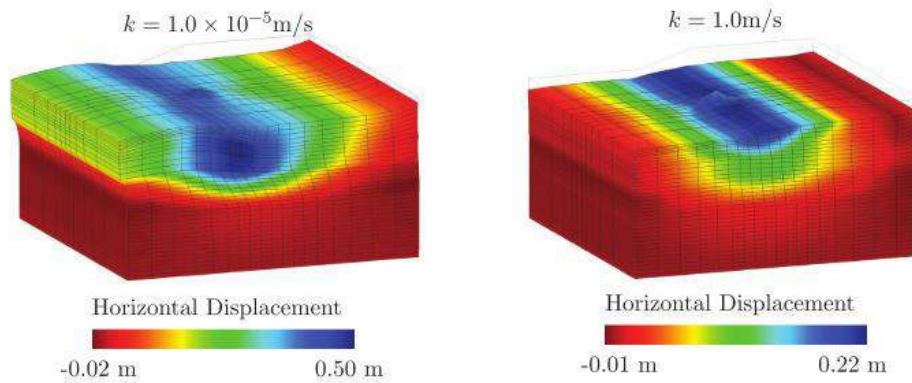 k = 1.0 × 10⁻⁵m/s
Horizontal Displacement
-0.02 m 0.50 m
k = 1.0m/s
Horizontal Displacement
-0.01 m 0.22 m